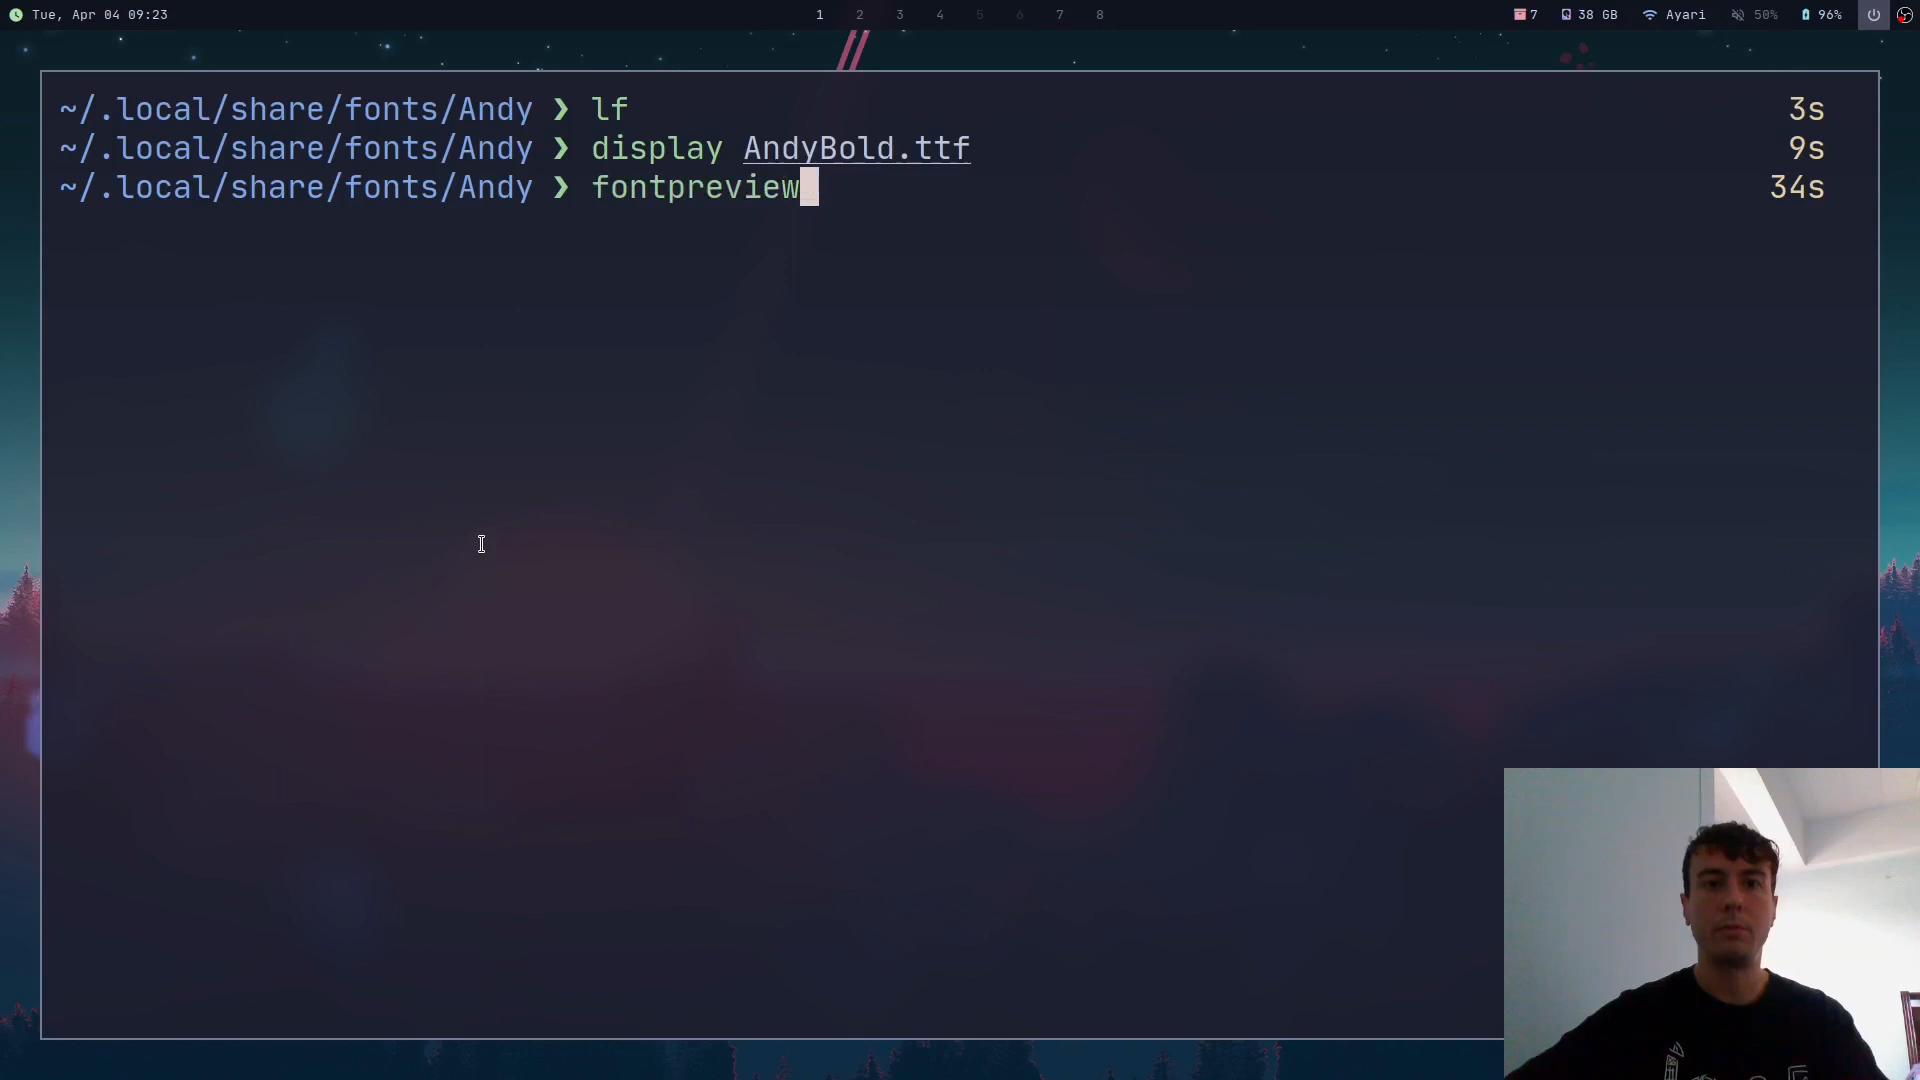 Tue, Apr 04 09:23
1 2 3 4 5 6 7 8
7 38 GB Ayari 50% 96%
~/.local/share/fonts/Andy ❯ lf 3s
~/.local/share/fonts/Andy ❯ display AndyBold.ttf 9s
~/.local/share/fonts/Andy ❯ fontpreview 34s